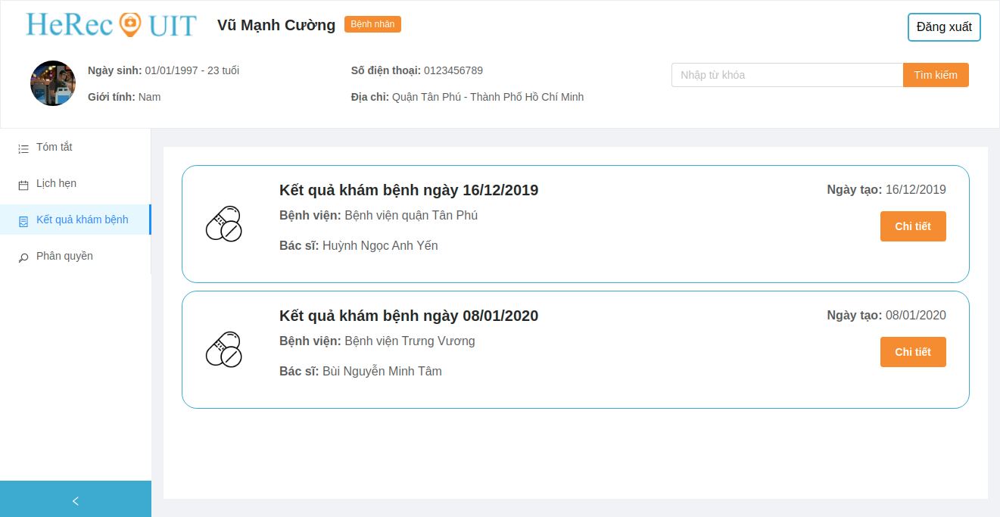 HeRec UIT
Vũ Mạnh Cường Bệnh nhân
Đăng xuất
Ngày sinh: 01/01/1997 - 23 tuổi
Số điện thoại: 0123456789
Nhập từ khóa
Tìm kiếm
Giới tính: Nam
Địa chỉ: Quận Tân Phú - Thành Phố Hồ Chí Minh
Tóm tắt
Lịch hẹn
Kết quả khám bệnh
Phân quyền
Kết quả khám bệnh ngày 16/12/2019
Ngày tạo: 16/12/2019
Bệnh viện: Bệnh viện quận Tân Phú
Chi tiết
Bác sĩ: Huỳnh Ngọc Anh Yến
Kết quả khám bệnh ngày 08/01/2020
Ngày tạo: 08/01/2020
Bệnh viện: Bệnh viện Trưng Vương
Chi tiết
Bác sĩ: Bùi Nguyễn Minh Tâm